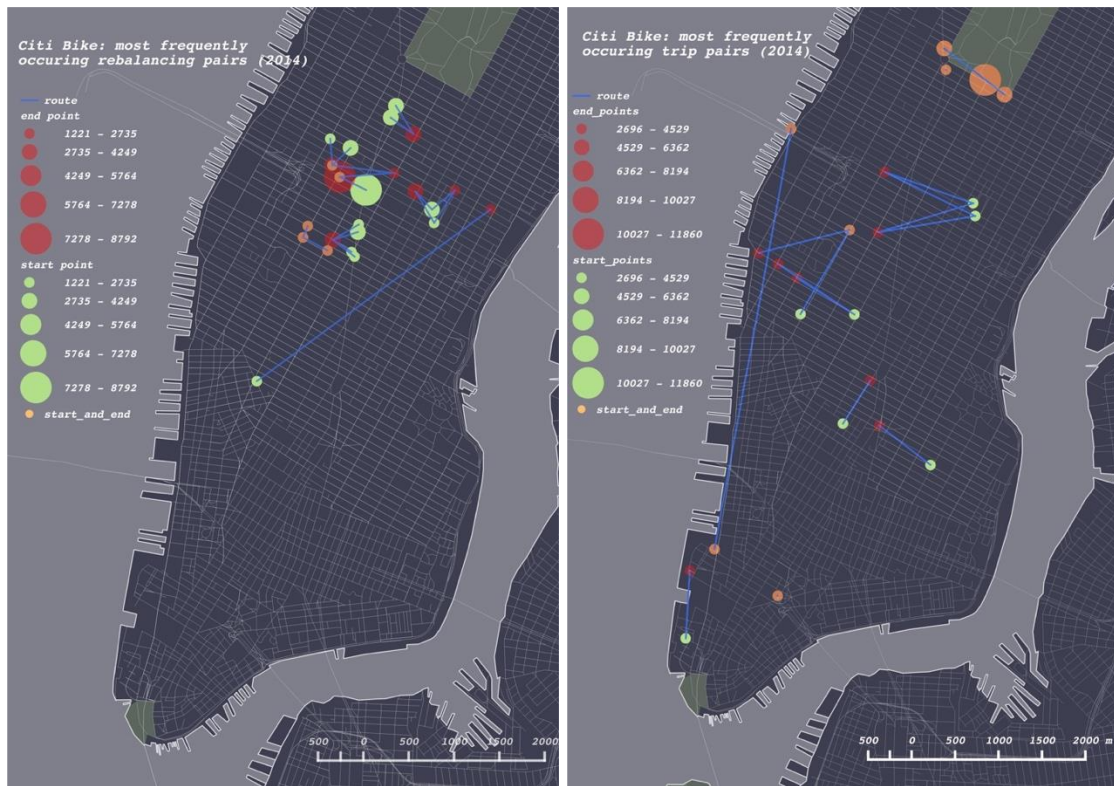 Citi Bike: most frequently
occuring rebalancing pairs (2014)
route
end_point
1221 - 2735
2735 - 4249
4249 - 5764
5764 - 7278
7278 - 8792
start point
1221 - 2735
2735 - 4249
4249 - 5764
5764 - 7278
7278 - 8792
start_and_end
500 0 500 1000 1500 2000
Citi Bike: most frequently
occuring trip pairs (2014)
route
end_points
2696 - 4529
4529 - 6362
6362 - 8194
8194 - 10027
10027 - 11860
start_points
2696 - 4529
4529 - 6362
6362 - 8194
8194 - 10027
10027 - 11860
start_and_end
500 0 500 1000 1500 2000 m